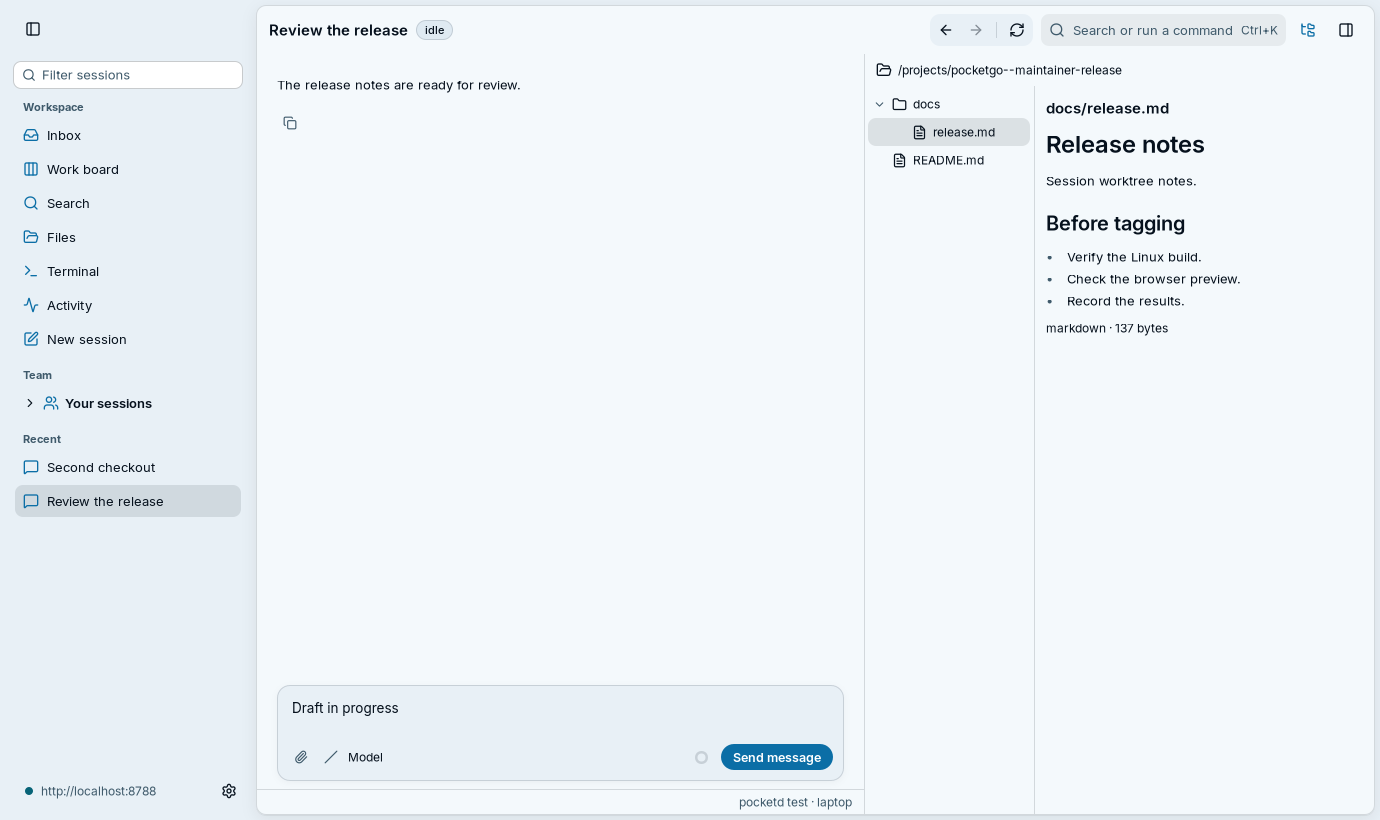 Review the release
idle
Search or run a command
Ctrl+K
Filter sessions
Workspace
Inbox
Work board
Search
Files
Terminal
Activity
New session
Team
Your sessions
Recent
Second checkout
Review the release
http://localhost:8788
The release notes are ready for review.
Draft in progress
Model
Send message
pocketd test · laptop
/projects/pocketgo--maintainer-release
docs
release.md
README.md
docs/release.md
Release notes
Session worktree notes.
Before tagging
• Verify the Linux build.
• Check the browser preview.
• Record the results.
markdown · 137 bytes